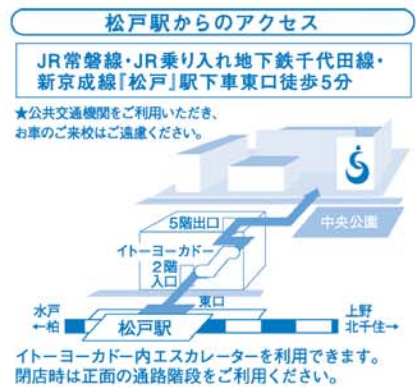 松戸駅からのアクセス
JR常磐線・JR乗り入れ地下鉄千代田線・
新京成線『松戸』駅下車東口徒歩5分
★公共交通機関をご利用いただき、
お車のご来校はご遠慮ください。
5階出口
中央公園
イトーヨーカドー
2階
入口
東口
水戸
←柏
松戸駅
上野
北千住→
イトーヨーカドー内エスカレーターを利用できます。
閉店時は正面の通路階段をご利用ください。